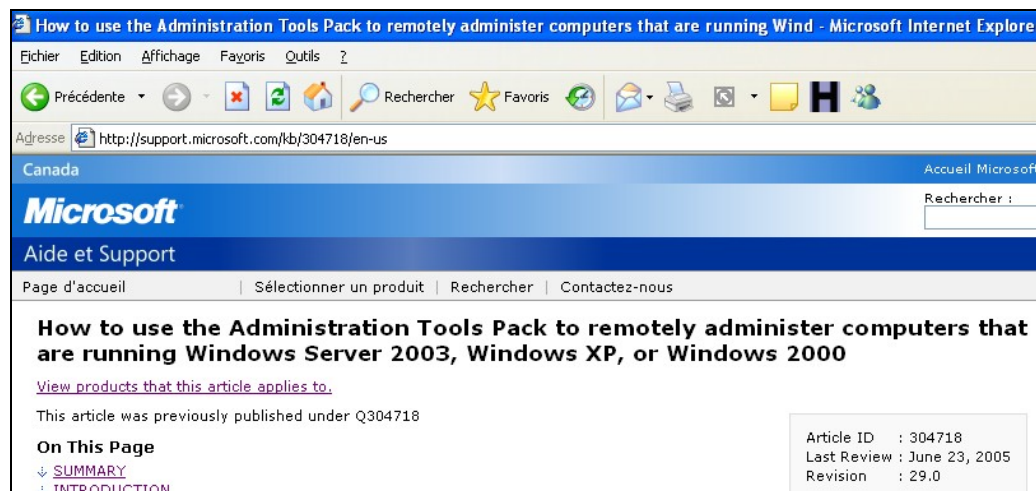 How to use the Administration Tools Pack to remotely administer computers that are running Wind - Microsoft Internet Explore
Fichier Edition Affichage Favoris Outils ?
Précédente Rechercher Favoris
Adresse http://support.microsoft.com/kb/304718/en-us
Canada Accueil Microsoft
Microsoft
Rechercher :
Aide et Support
Page d'accueil | Sélectionner un produit | Rechercher | Contactez-nous
How to use the Administration Tools Pack to remotely administer computers that
are running Windows Server 2003, Windows XP, or Windows 2000
View products that this article applies to.
This article was previously published under Q304718
On This Page
SUMMARY
INTRODUCTION
Article ID : 304718
Last Review : June 23, 2005
Revision : 29.0